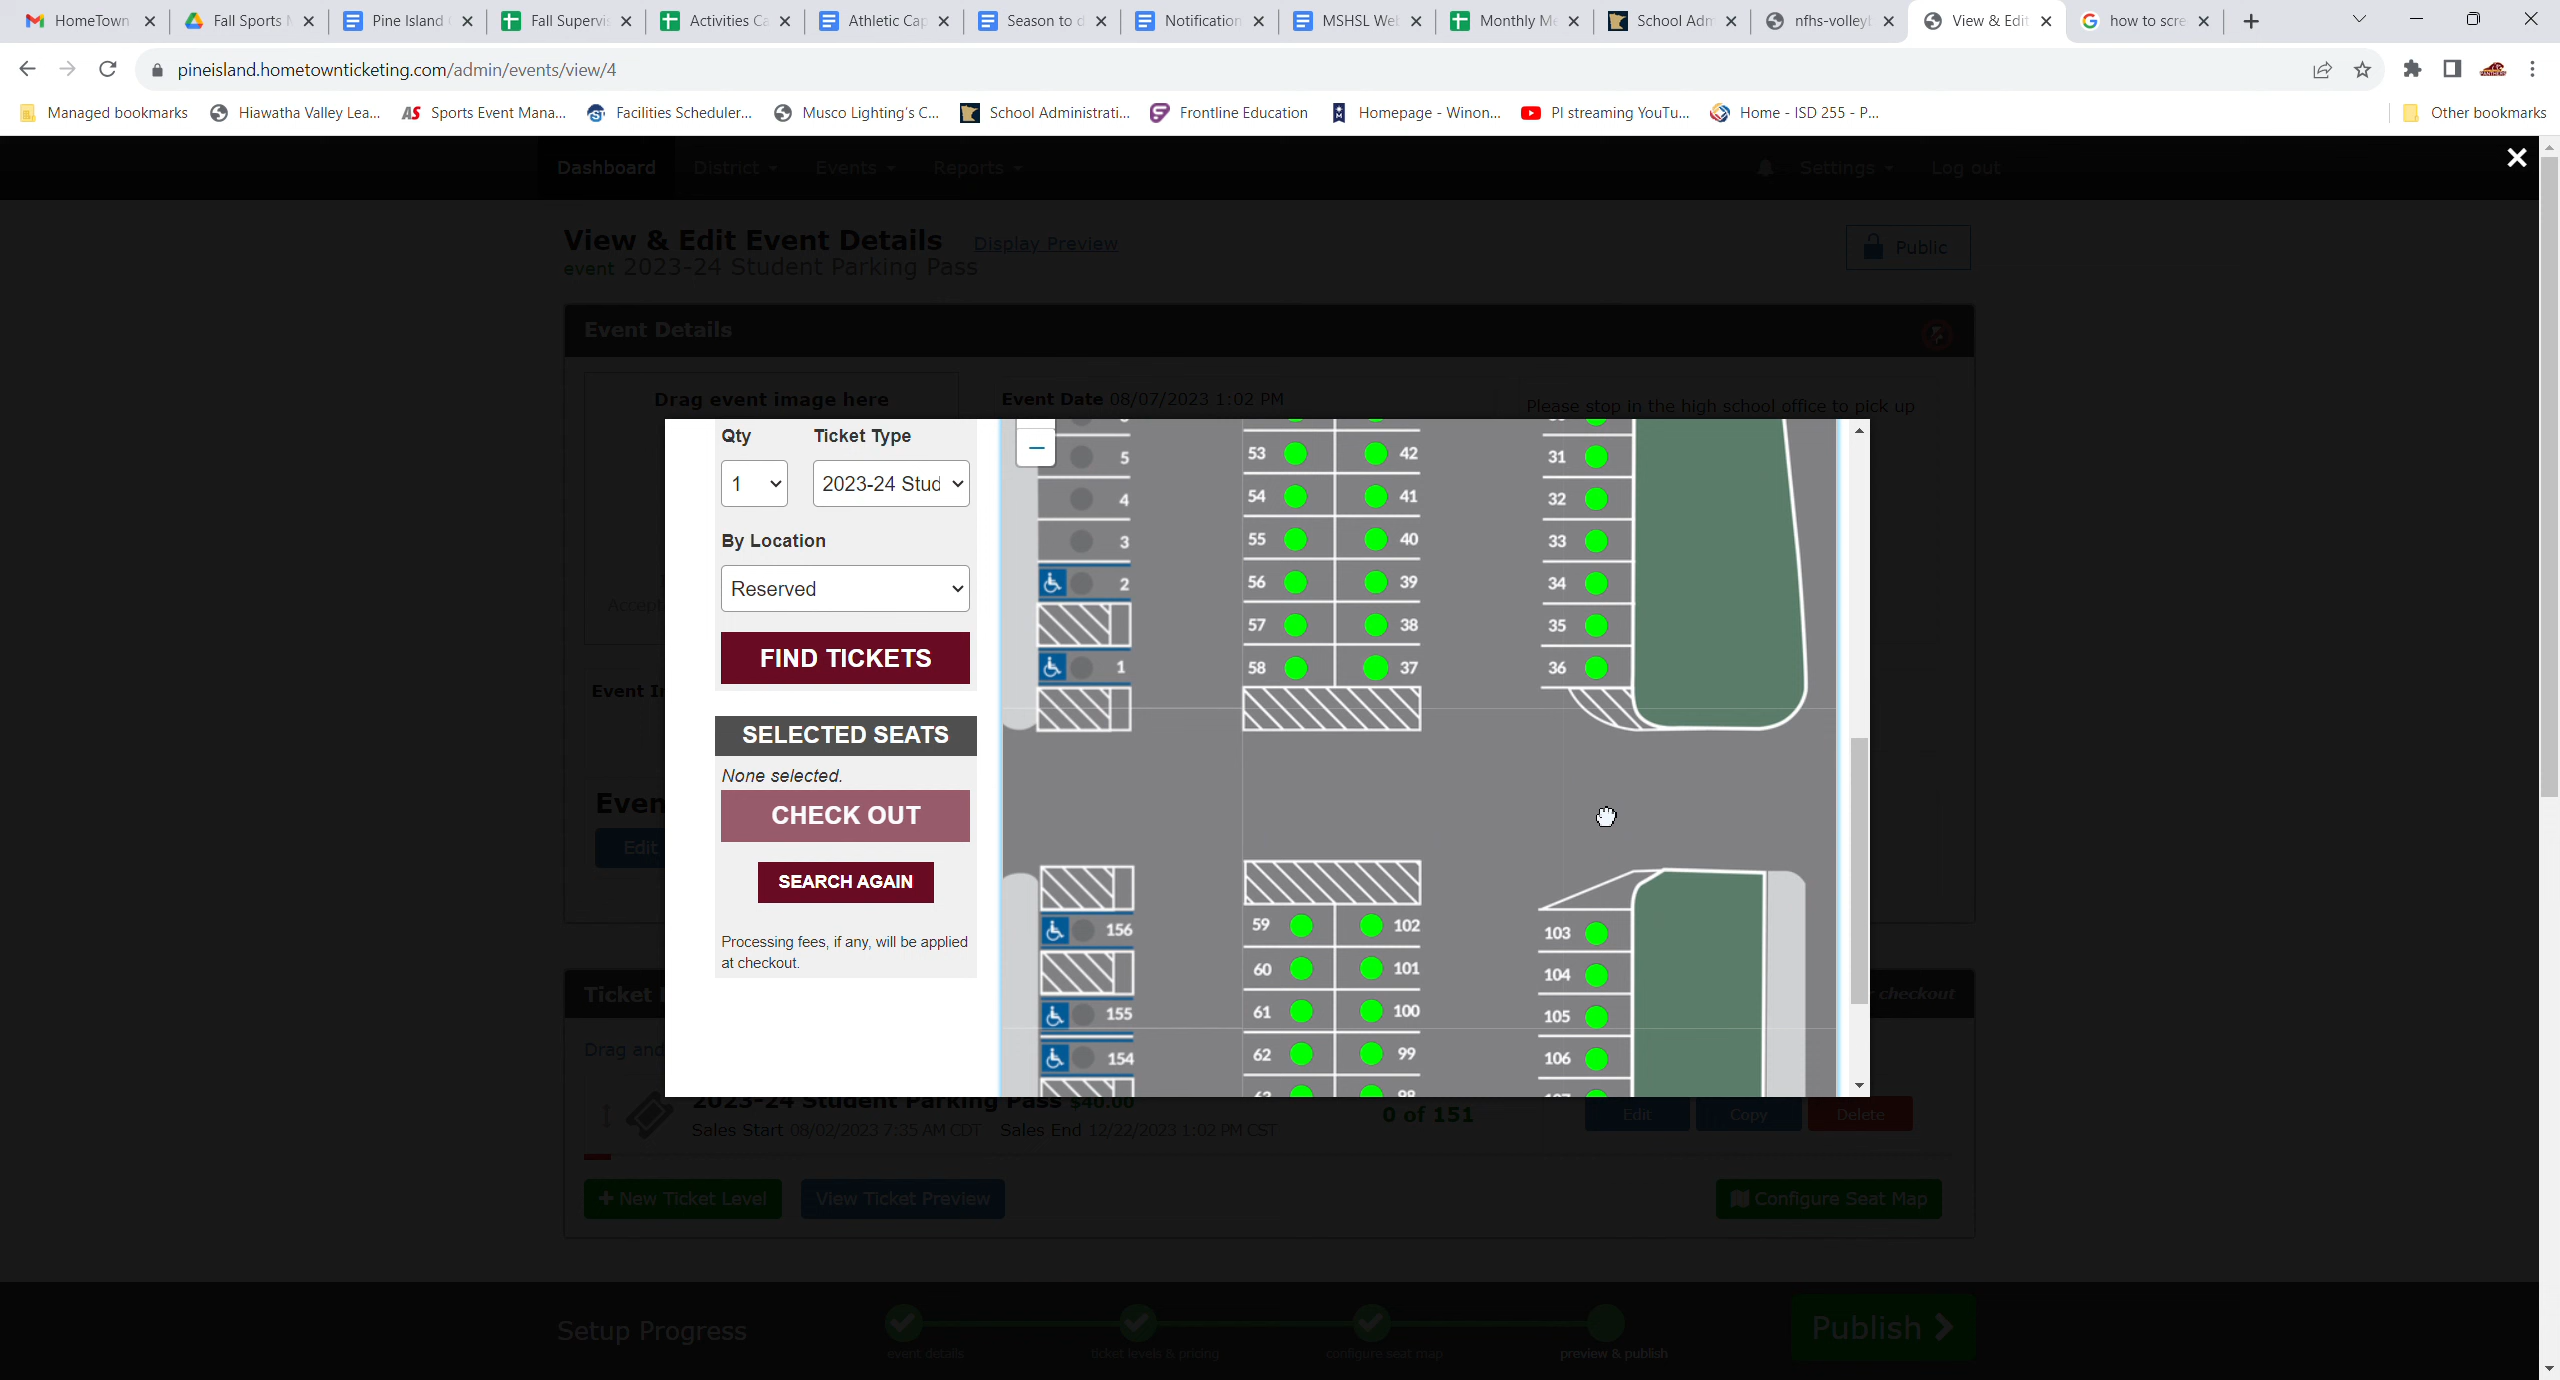 HomeTown
Fall Sports
Pine Island
Fall Supervis
Activities Ca
Athletic Cap
Season to d
Notification
MSHSL We
Monthly Me
School Adm
nfhs-volleyb
View & Edit
how to scre
pineisland.hometownticketing.com/admin/events/view/4
Managed bookmarks
Hiawatha Valley Lea...
Sports Event Mana...
Facilities Scheduler...
Musco Lighting's C...
School Administrati...
Frontline Education
Homepage - Winon...
PI streaming YouTu...
Home - ISD 255 - P...
Other bookmarks
Dashboard District Events Reports Settings Log out
View & Edit Event Details Display Preview Public
event 2023-24 Student Parking Pass
Event Details
Drag event image here
Event Date 08/07/2023 1:02 PM
Please stop in the high school office to pick up
Accept
Event I
Even
Edit
Qty Ticket Type
1 2023-24 Stud
By Location
Reserved
FIND TICKETS
SELECTED SEATS
None selected.
CHECK OUT
SEARCH AGAIN
Processing fees, if any, will be applied
at checkout.
5 53 42 31
4 54 41 32
3 55 40 33
2 56 39 34
57 38 35
1 58 37 36
156 59 102 103
60 101 104
155 61 100 105
154 62 99 106
63 98 107
Ticket
checkout
Drag and
2023-24 Student Parking Pass $40.00
Sales Start 08/02/2023 7:35 AM CDT Sales End 12/22/2023 1:02 PM CST
0 of 151
Edit Copy Delete
+ New Ticket Level View Ticket Preview Configure Seat Map
Setup Progress
event details
ticket levels & pricing
configure seat map
preview & publish
Publish